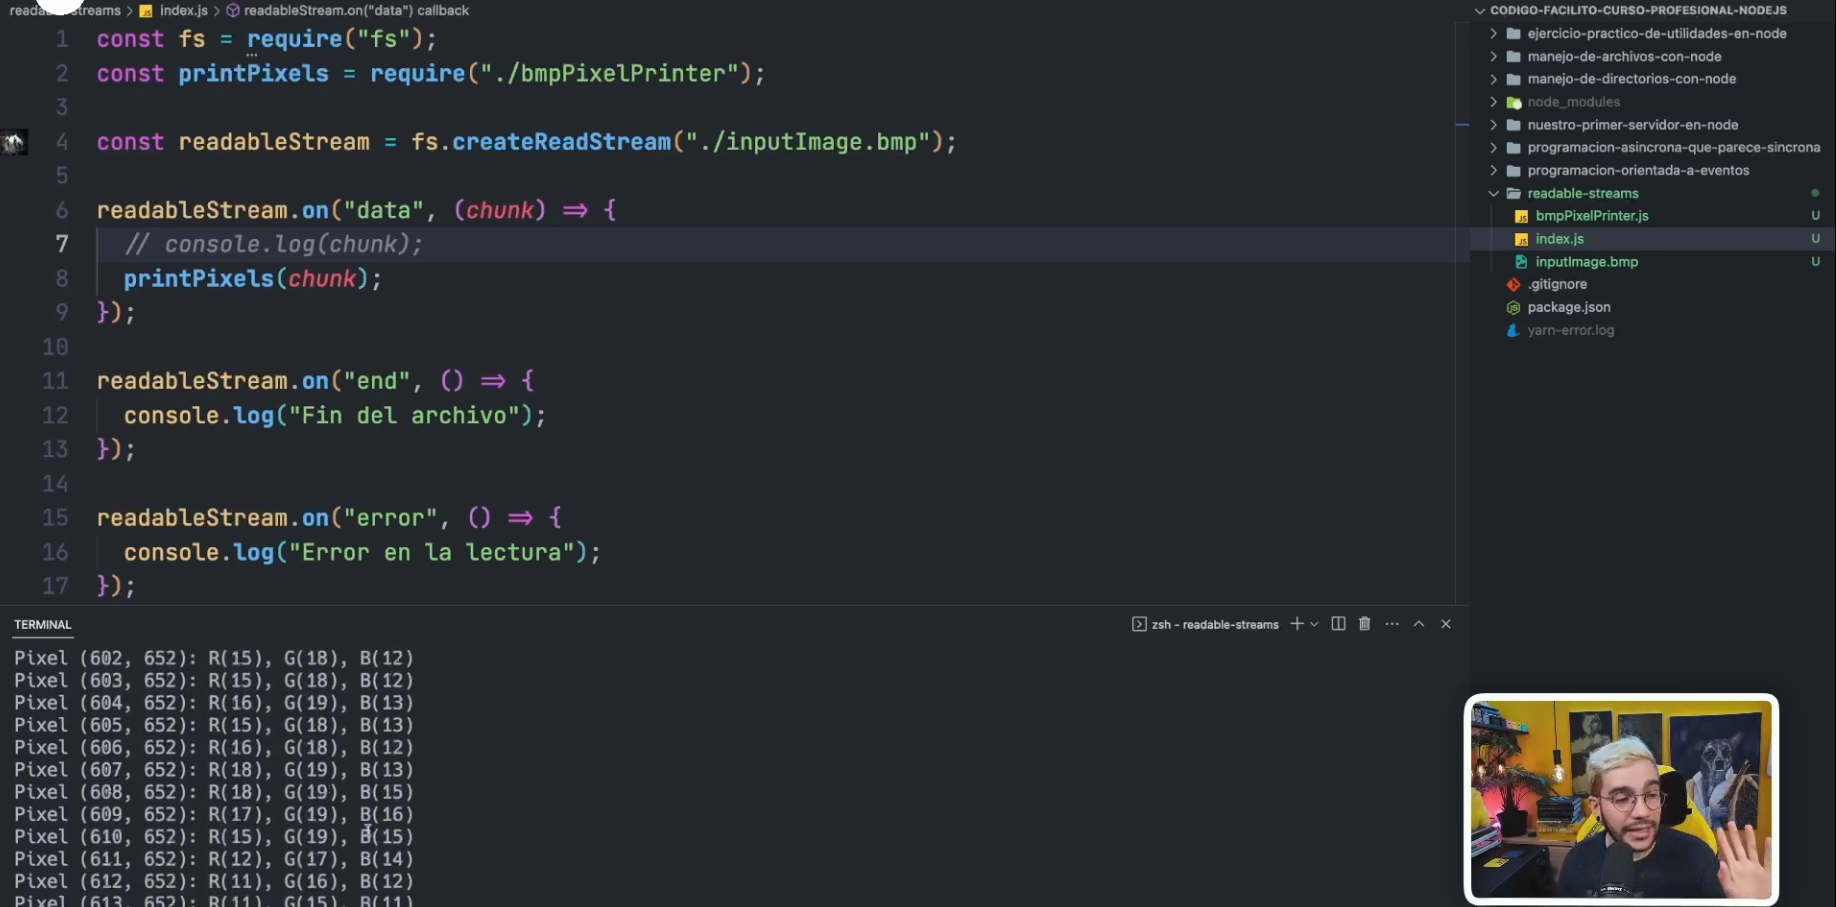 readable-streams > index.js > readableStream.on("data") callback
1 const fs = require("fs");
2 const printPixels = require("./bmpPixelPrinter");
3
4 const readableStream = fs.createReadStream("./inputImage.bmp");
5
6 readableStream.on("data", (chunk) => {
7 // console.log(chunk);
8 printPixels(chunk);
9 });
10
11 readableStream.on("end", () => {
12 console.log("Fin del archivo");
13 });
14
15 readableStream.on("error", () => {
16 console.log("Error en la lectura");
17 });
TERMINAL
zsh - readable-streams
Pixel (602, 652): R(15), G(18), B(12)
Pixel (603, 652): R(15), G(18), B(12)
Pixel (604, 652): R(16), G(19), B(13)
Pixel (605, 652): R(15), G(18), B(13)
Pixel (606, 652): R(16), G(18), B(12)
Pixel (607, 652): R(18), G(19), B(13)
Pixel (608, 652): R(18), G(19), B(15)
Pixel (609, 652): R(17), G(19), B(16)
Pixel (610, 652): R(15), G(19), B(15)
Pixel (611, 652): R(12), G(17), B(14)
Pixel (612, 652): R(11), G(16), B(12)
Pixel (613, 652): R(11), G(15), B(11)
CODIGO-FACILITO-CURSO-PROFESIONAL-NODEJS
ejercicio-practico-de-utilidades-en-node
manejo-de-archivos-con-node
manejo-de-directorios-con-node
node_modules
nuestro-primer-servidor-en-node
programacion-asincrona-que-parece-sincrona
programacion-orientada-a-eventos
readable-streams
bmpPixelPrinter.js U
index.js U
inputImage.bmp U
.gitignore
package.json
yarn-error.log